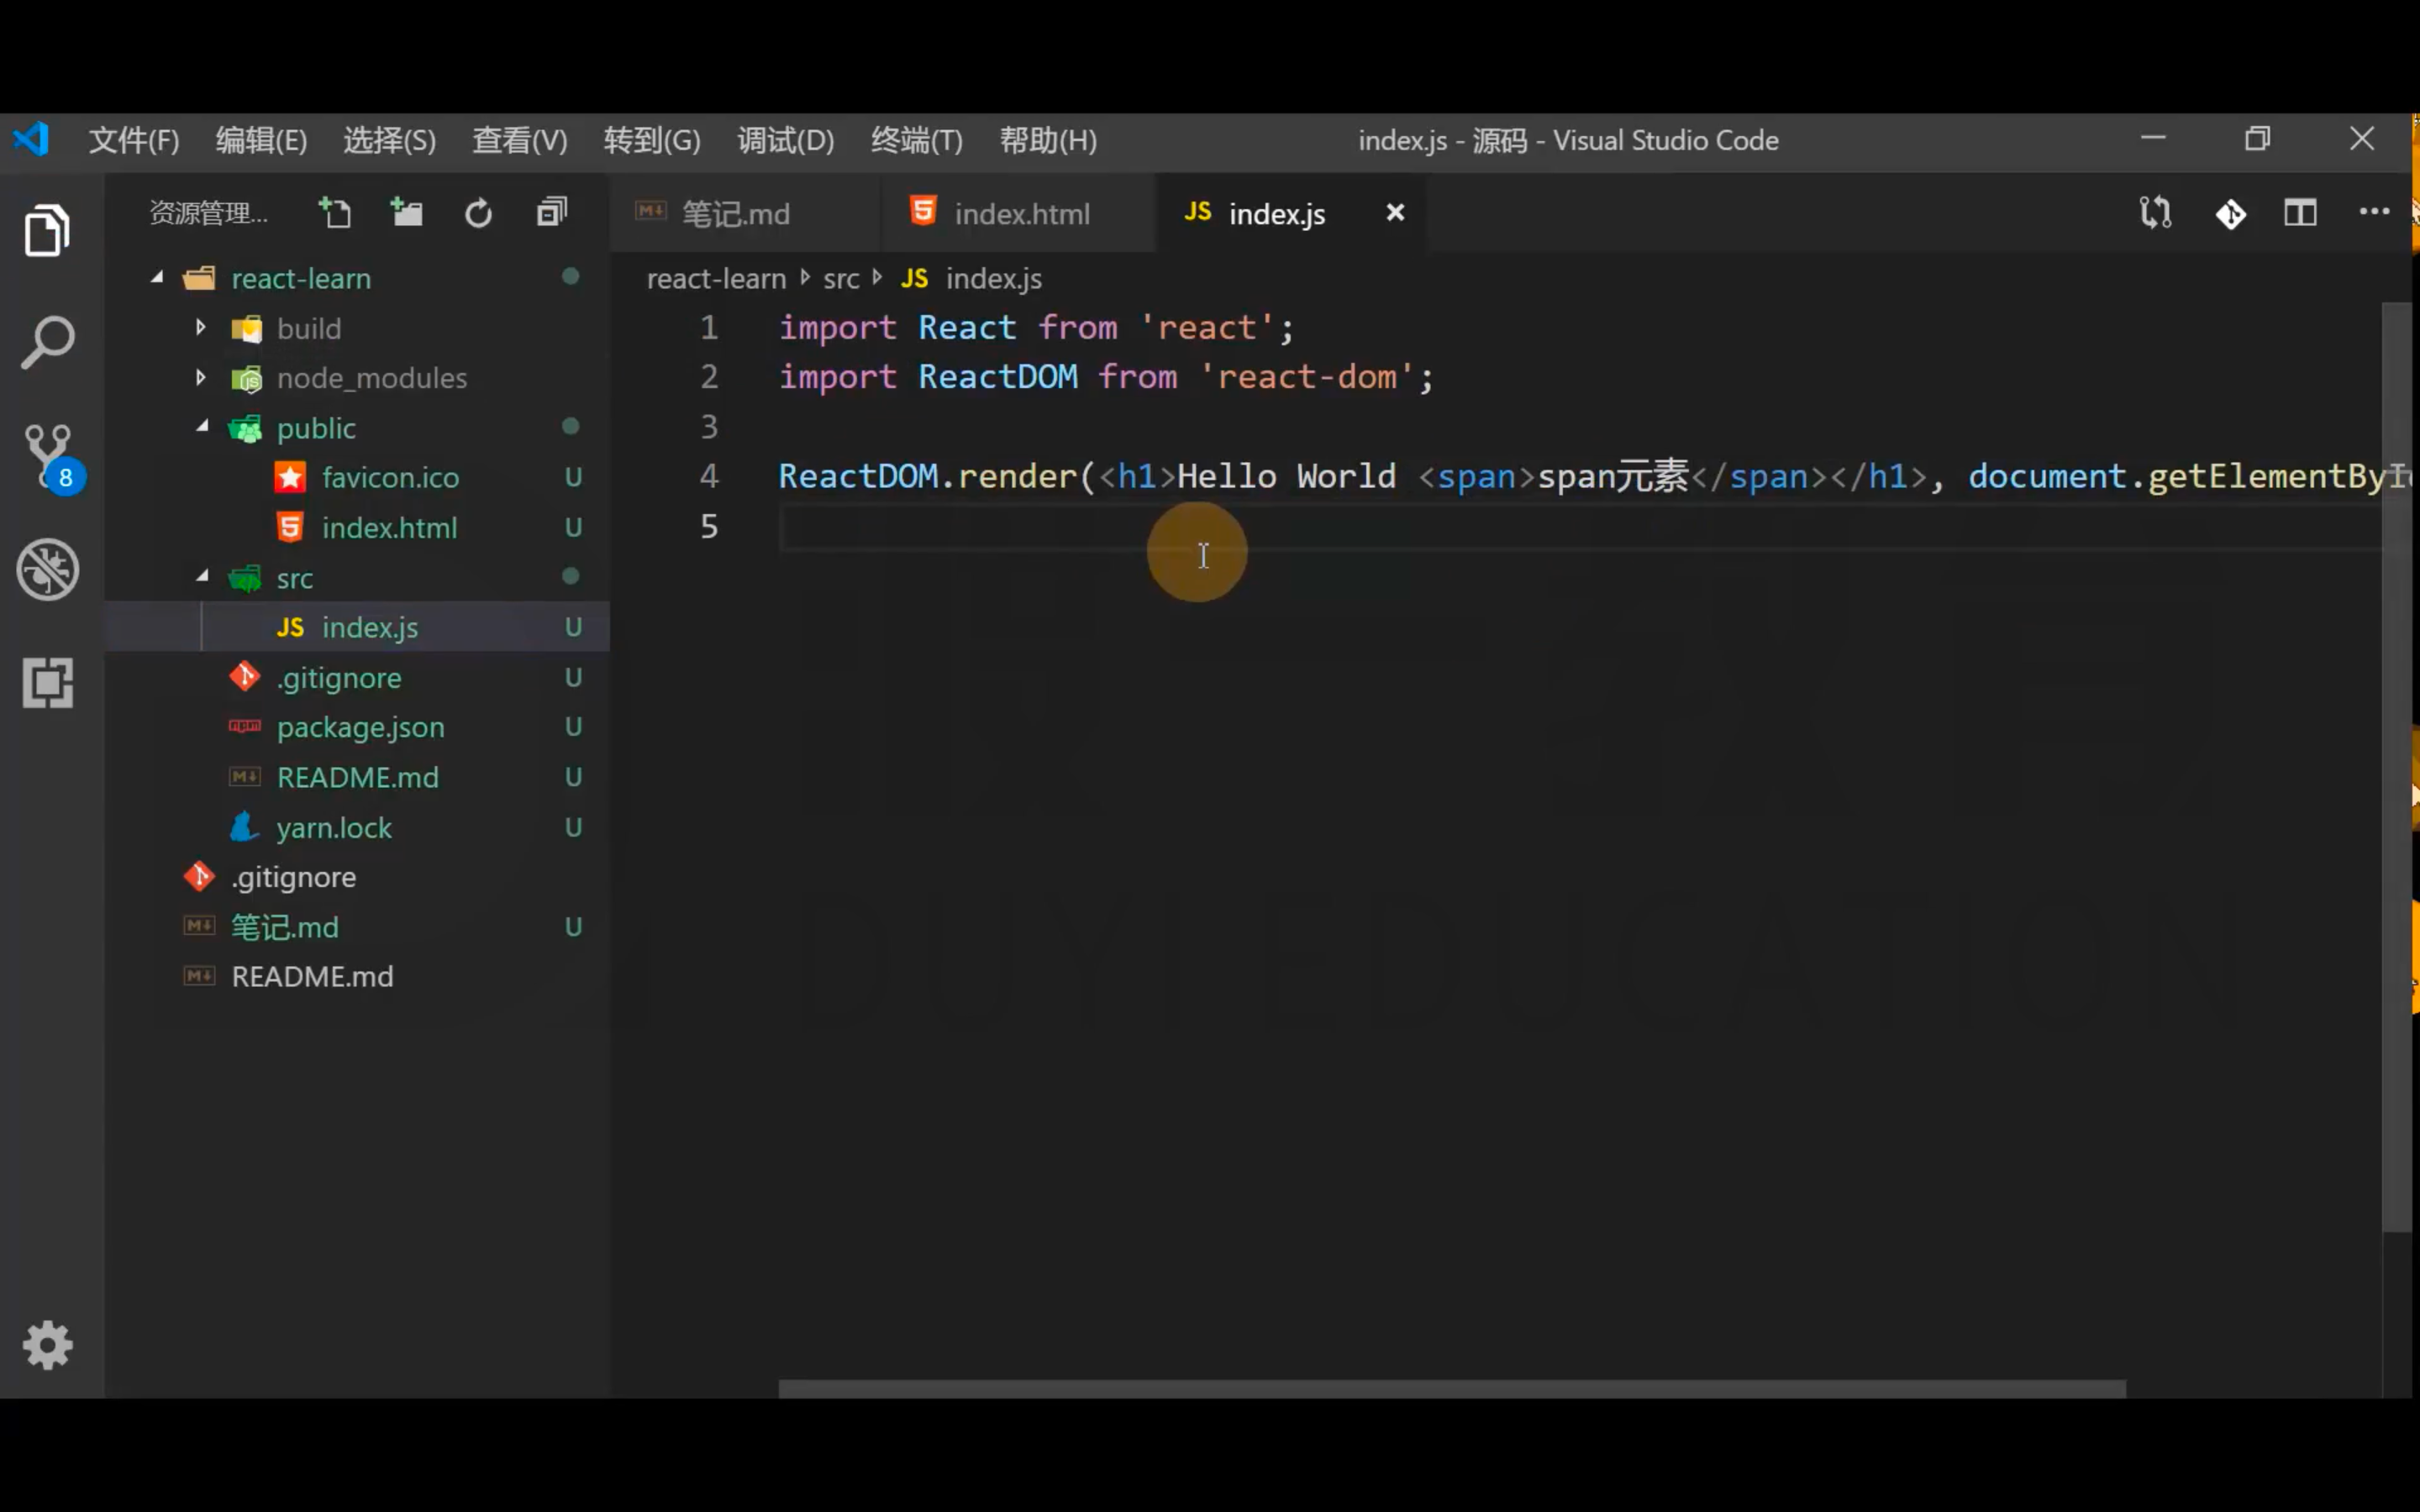 文件(F) 编辑(E) 选择(S) 查看(V) 转到(G) 调试(D) 终端(T) 帮助(H) index.js - 源码 - Visual Studio Code
资源管理...
react-learn
build
node_modules
public
favicon.ico U
index.html U
src
JS index.js U
.gitignore U
package.json U
README.md U
yarn.lock U
.gitignore
笔记.md U
README.md
8
笔记.md index.html JS index.js
react-learn src JS index.js
1 import React from 'react';
2 import ReactDOM from 'react-dom';
3
4 ReactDOM.render(<h1>Hello World <span>span元素</span></h1>, document.getElementBy
5
DUYI EDUCATION